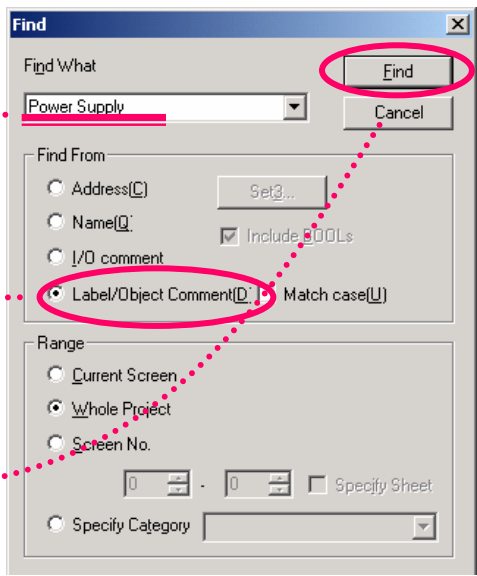 Find
Find What
Find
Power Supply
Cancel
Find From
Address(C)
Set3...
Name(Q
Include BOOLs
I/O comment
Label/Object Comment(D
Match case(U)
Range
Current Screen
Whole Project
Screen No.
0 - 0 Specify Sheet
Specify Category